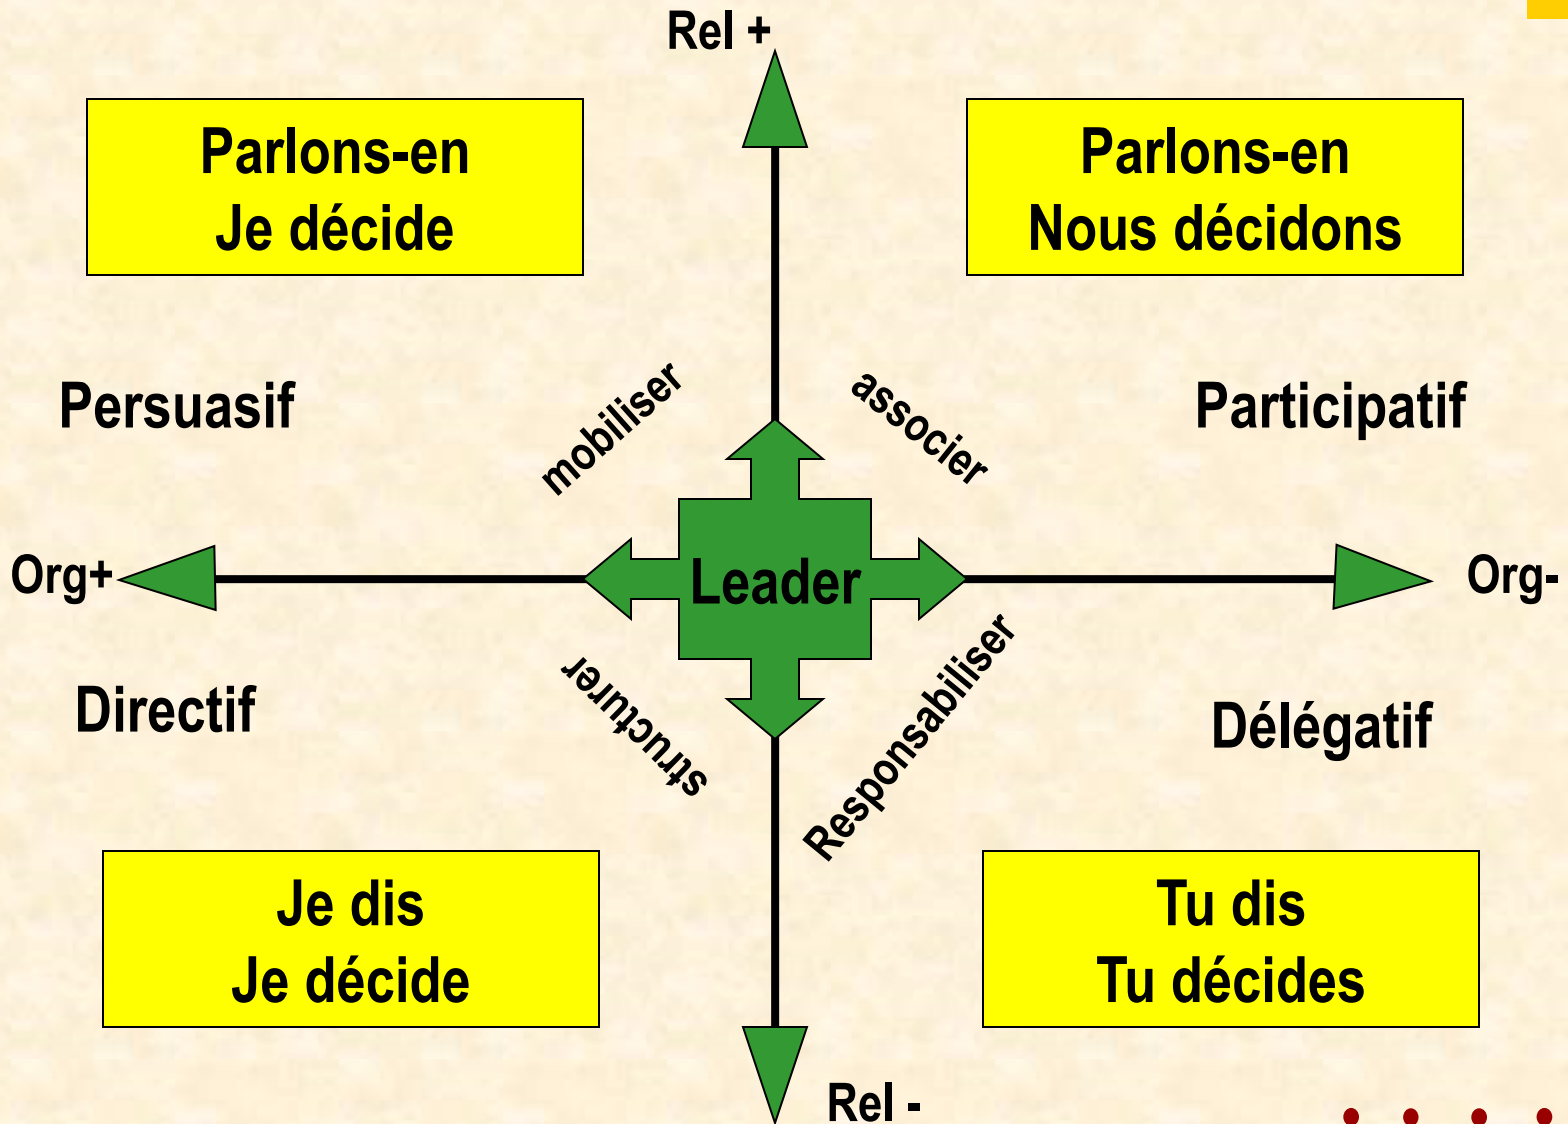 Rel +
Parlons-en
Je décide
Parlons-en
Nous décidons
Persuasif
mobiliser
associer
Participatif
Org+
Leader
Org-
Directif
structurer
Responsabiliser
Délégatif
Je dis
Je décide
Tu dis
Tu décides
Rel -